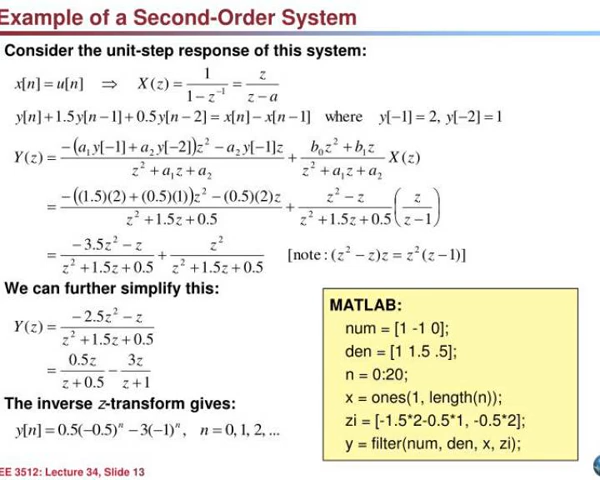 Example of a Second-Order System
Consider the unit-step response of this system:
x[n] = u[n] ⇒ X(z) = 1/(1 − z⁻¹) = z/(z − a)
y[n] + 1.5y[n − 1] + 0.5y[n − 2] = x[n] − x[n − 1] where y[−1] = 2, y[−2] = 1
Y(z) = (−(a₁y[−1] + a₂y[−2])z² − a₂y[−1]z)/(z² + a₁z + a₂) + (b₀z² + b₁z)/(z² + a₁z + a₂) X(z)
= (−((1.5)(2) + (0.5)(1))z² − (0.5)(2)z)/(z² + 1.5z + 0.5) + (z² − z)/(z² + 1.5z + 0.5) (z/(z − 1))
= (−3.5z² − z)/(z² + 1.5z + 0.5) + z²/(z² + 1.5z + 0.5) [note : (z² − z)z = z²(z − 1)]
We can further simplify this:
Y(z) = (−2.5z² − z)/(z² + 1.5z + 0.5)
= 0.5z/(z + 0.5) − 3z/(z + 1)
The inverse z-transform gives:
y[n] = 0.5(−0.5)ⁿ − 3(−1)ⁿ, n = 0, 1, 2, ...
MATLAB:
num = [1 -1 0];
den = [1 1.5 .5];
n = 0:20;
x = ones(1, length(n));
zi = [-1.5*2-0.5*1, -0.5*2];
y = filter(num, den, x, zi);
EE 3512: Lecture 34, Slide 13